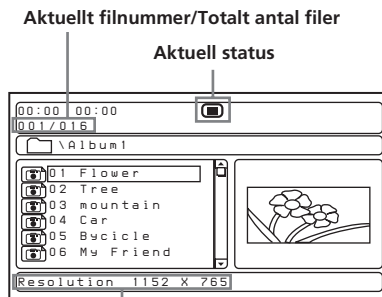 Aktuellt filnummer/Totalt antal filer
Aktuell status
00:00 00:00
001/016
\Album1
01 Flower
02 Tree
03 mountain
04 Car
05 Bycicle
06 My Friend
Resolution 1152 X 765